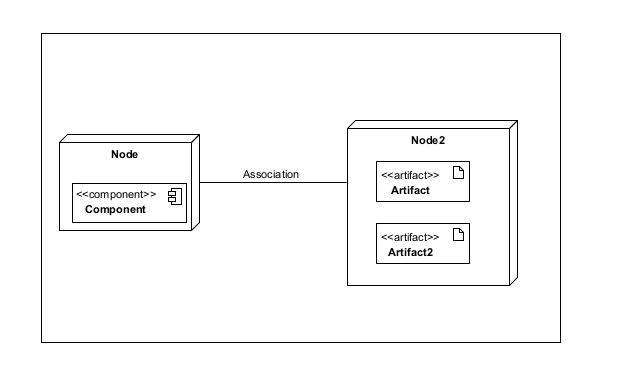 Node
<<component>>
Component
Association
Node2
<<artifact>>
Artifact
<<artifact>>
Artifact2